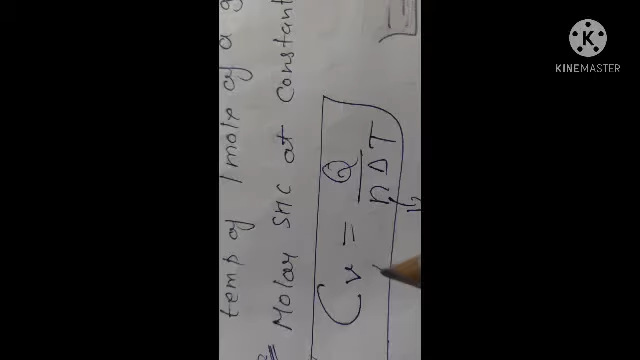 temp of 1 mole of a
Molar SHC at Constant
Cv = Q / nΔT
KINEMASTER